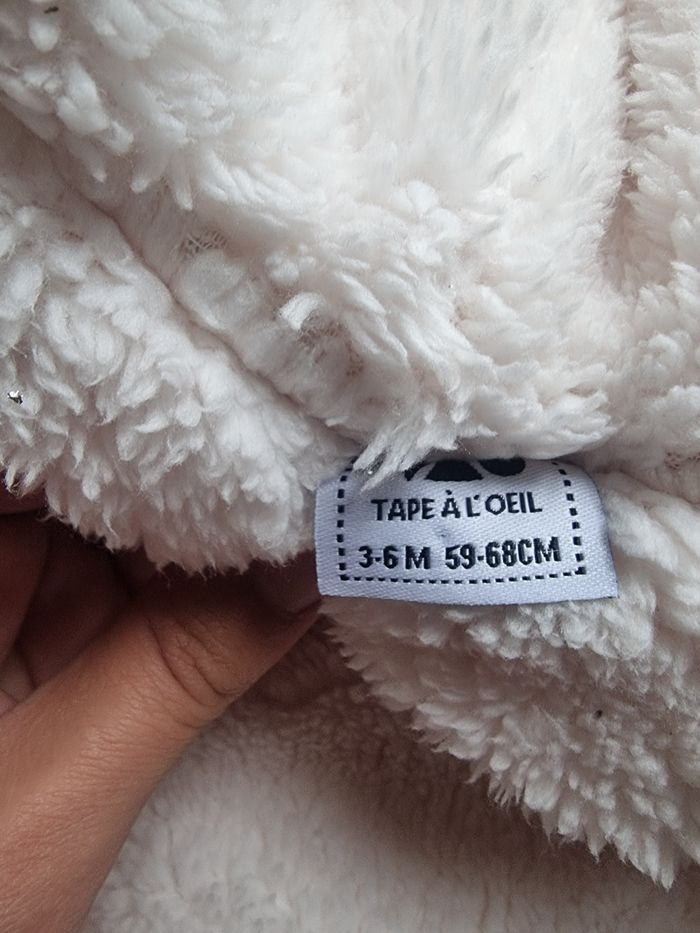 TAPE À L'OEIL
3-6 M 59-68CM